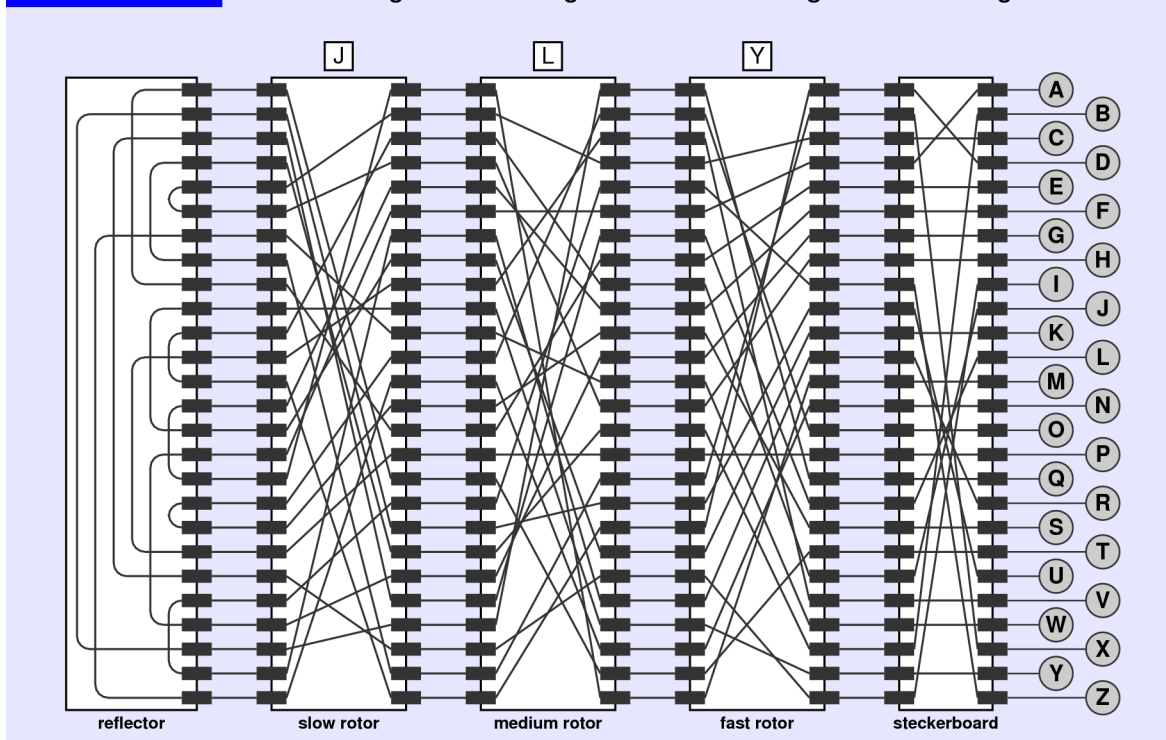 J L Y
A
B
C
D
E
F
G
H
I
J
K
L
M
N
O
P
Q
R
S
T
U
V
W
X
Y
Z
reflector slow rotor medium rotor fast rotor steckerboard